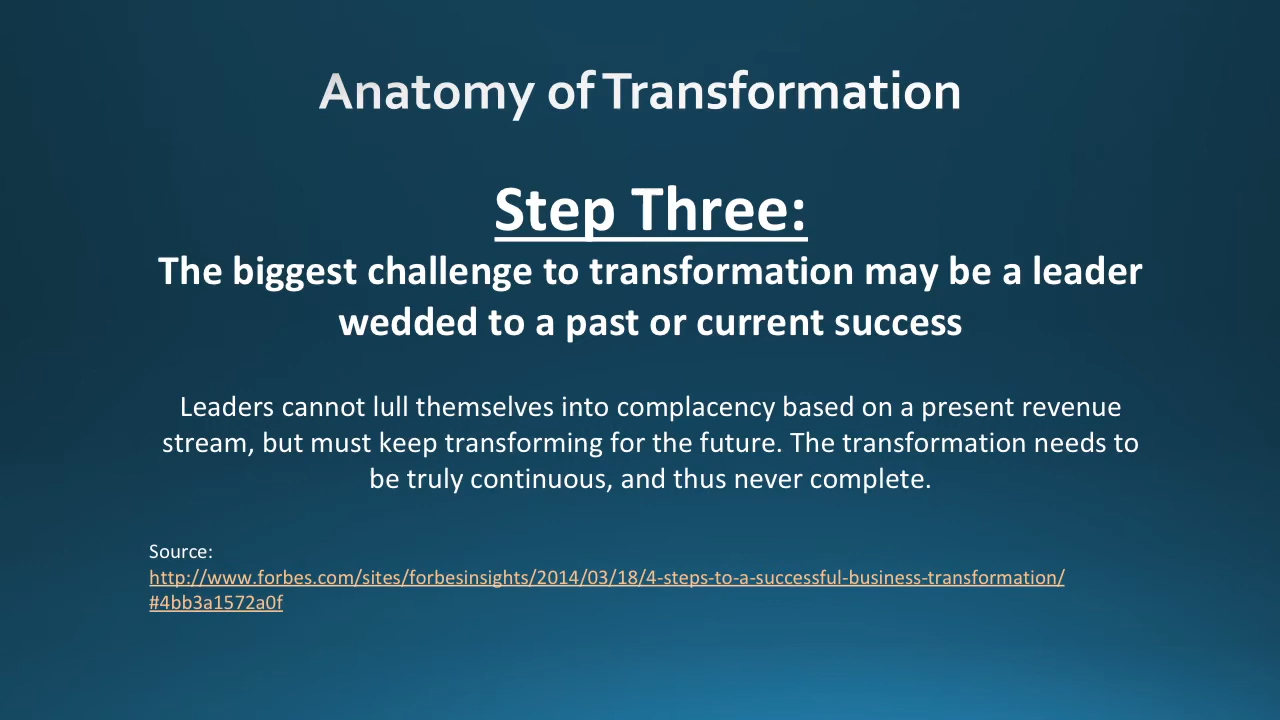 Anatomy of Transformation
Step Three:
The biggest challenge to transformation may be a leader
wedded to a past or current success
Leaders cannot lull themselves into complacency based on a present revenue
stream, but must keep transforming for the future. The transformation needs to
be truly continuous, and thus never complete.
Source:
http://www.forbes.com/sites/forbesinsights/2014/03/18/4-steps-to-a-successful-business-transformation/
#4bb3a1572a0f